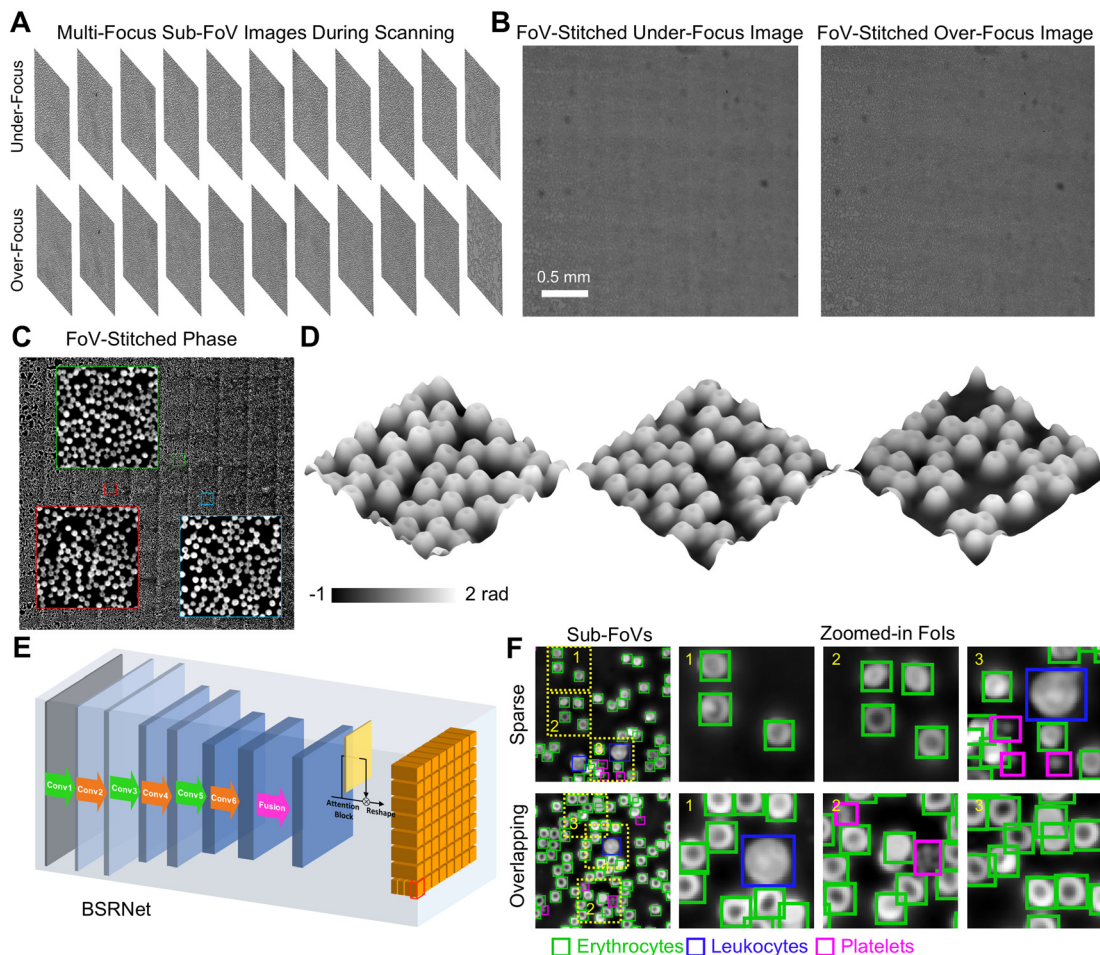 A
Multi-Focus Sub-FoV Images During Scanning
Under-Focus
Over-Focus
B
FoV-Stitched Under-Focus Image
FoV-Stitched Over-Focus Image
0.5 mm
C
FoV-Stitched Phase
D
-1
2 rad
E
Conv1
Conv2
Conv3
Conv4
Conv5
Conv6
Fusion
Attention
Block
Reshape
BSRNet
F
Sub-FoVs
Zoomed-in FoIs
Sparse
1
2
3
1
2
3
Overlapping
3
1
2
1
2
3
Erythrocytes
Leukocytes
Platelets